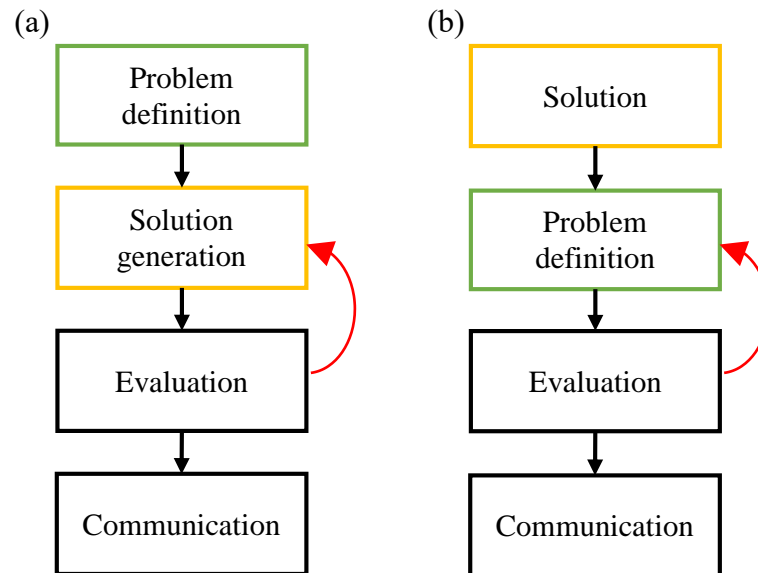 (a)
Problem
definition
Solution
generation
Evaluation
Communication
(b)
Solution
Problem
definition
Evaluation
Communication